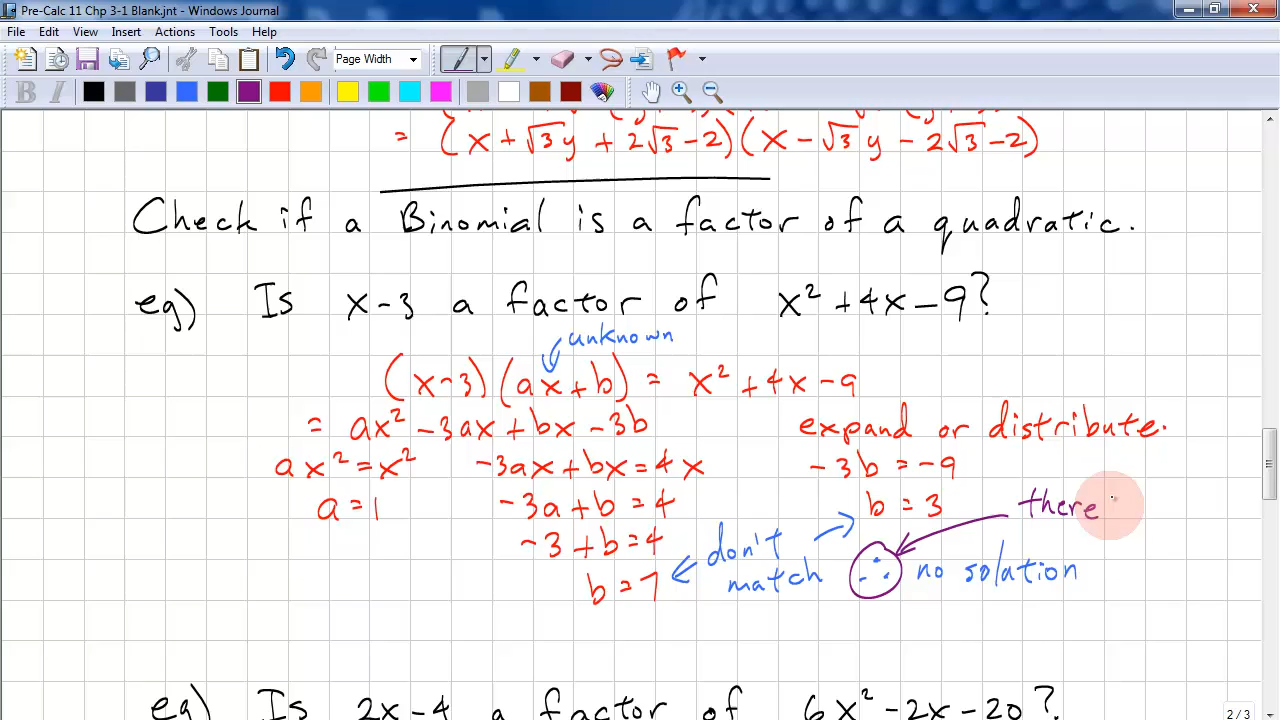 Pre-Calc 11 Chp 3-1 Blank.jnt - Windows Journal
File Edit View Insert Actions Tools Help
Page Width
B I
= (x + √3y + 2√3 - 2)(x - √3y - 2√3 - 2)
Check if a Binomial is a factor of a quadratic.
eg) Is x-3 a factor of x² + 4x - 9?
unknown
(x-3)(ax+b) = x² + 4x - 9
= ax² - 3ax + bx - 3b expand or distribute.
ax² = x² -3ax + bx = 4x -3b = -9
a = 1 -3a + b = 4 b = 3 there
-3 + b = 4 don't
b = 7 match ∴ no solution
eg) Is 2x-4 a factor of 6x² - 2x - 20?
2/3